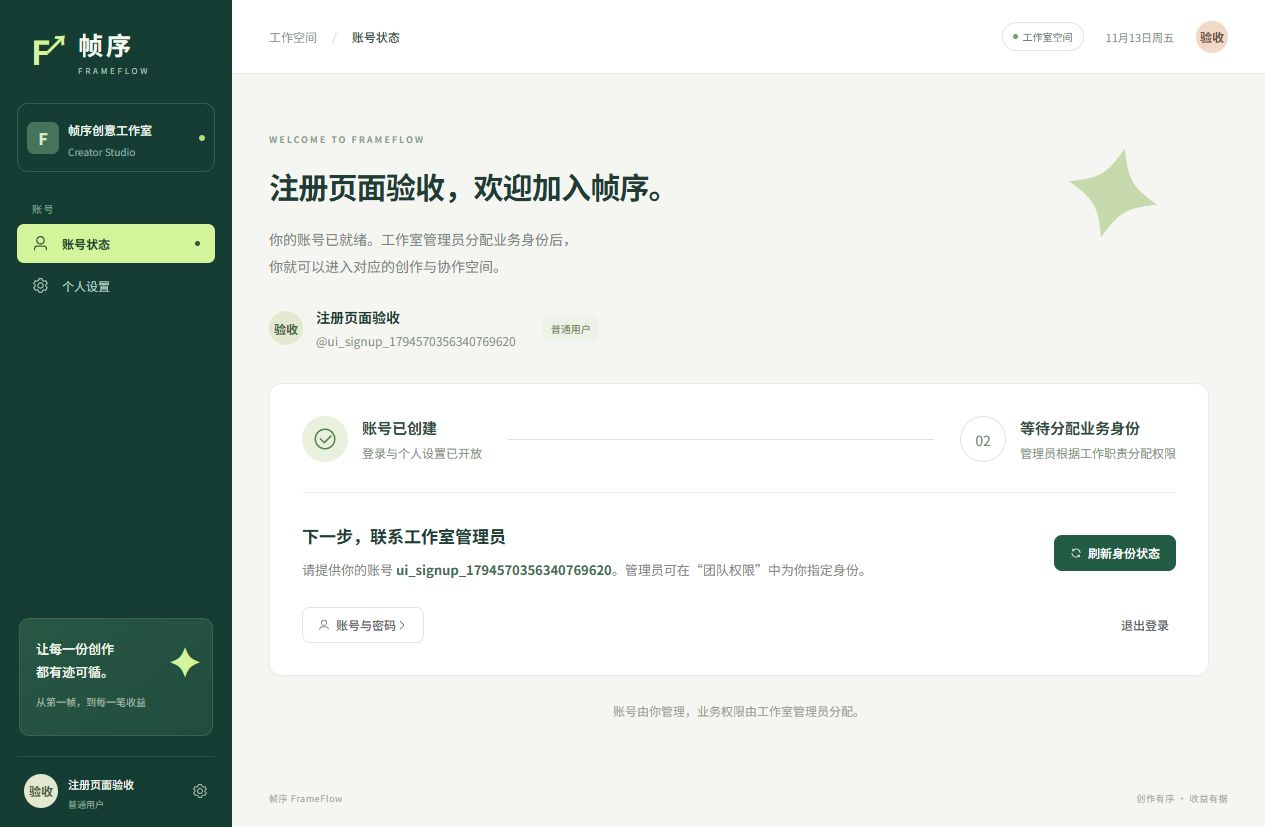 帧序
FRAMEFLOW
F
帧序创意工作室
Creator Studio
账号
账号状态
个人设置
让每一份创作
都有迹可循。
从第一帧，到每一笔收益
验收
注册页面验收
普通用户
工作空间 / 账号状态
工作室空间
11月13日周五
验收
WELCOME TO FRAMEFLOW
注册页面验收，欢迎加入帧序。
你的账号已就绪。工作室管理员分配业务身份后，
你就可以进入对应的创作与协作空间。
验收
注册页面验收
@ui_signup_1794570356340769620
普通用户
账号已创建
登录与个人设置已开放
02
等待分配业务身份
管理员根据工作职责分配权限
下一步，联系工作室管理员
请提供你的账号 ui_signup_1794570356340769620。管理员可在“团队权限”中为你指定身份。
刷新身份状态
账号与密码
退出登录
账号由你管理，业务权限由工作室管理员分配。
帧序 FrameFlow
创作有序 · 收益有据